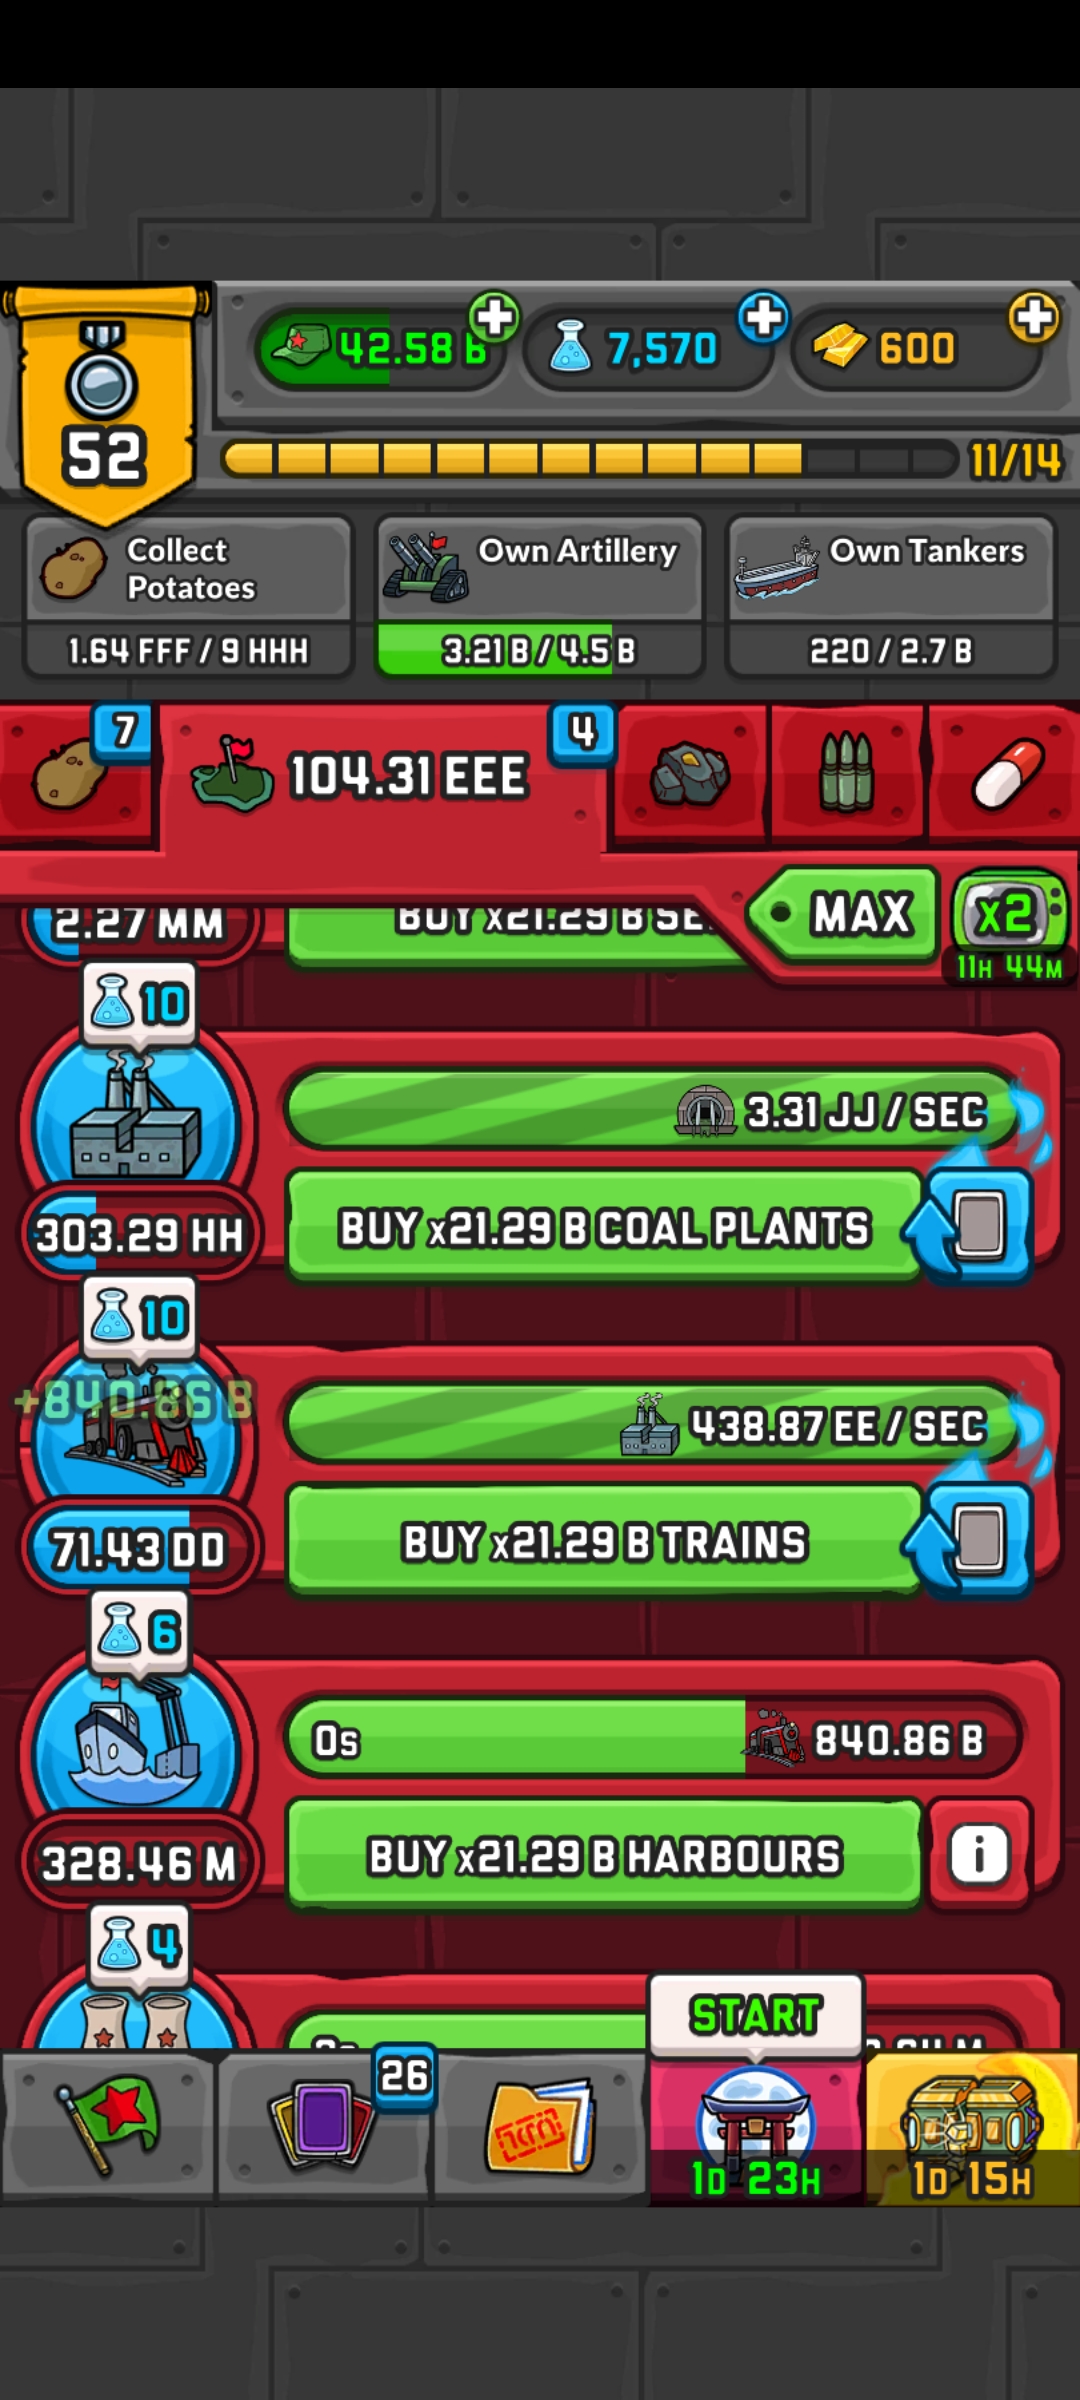 42.58 B
7,570
600
52
11/14
Collect
Potatoes
1.64 FFF / 9 HHH
Own Artillery
3.21 B / 4.5 B
Own Tankers
220 / 2.7 B
7
104.31 EEE
4
MAX
x2
11H 44M
2.27 MM
BUY x21.29 B SE
10
3.31 JJ / SEC
303.29 HH
BUY x21.29 B COAL PLANTS
10
+840.86 B
438.87 EE / SEC
71.43 DD
BUY x21.29 B TRAINS
6
0s
840.86 B
328.46 M
BUY x21.29 B HARBOURS
i
4
START
26
1D 23H
1D 15H